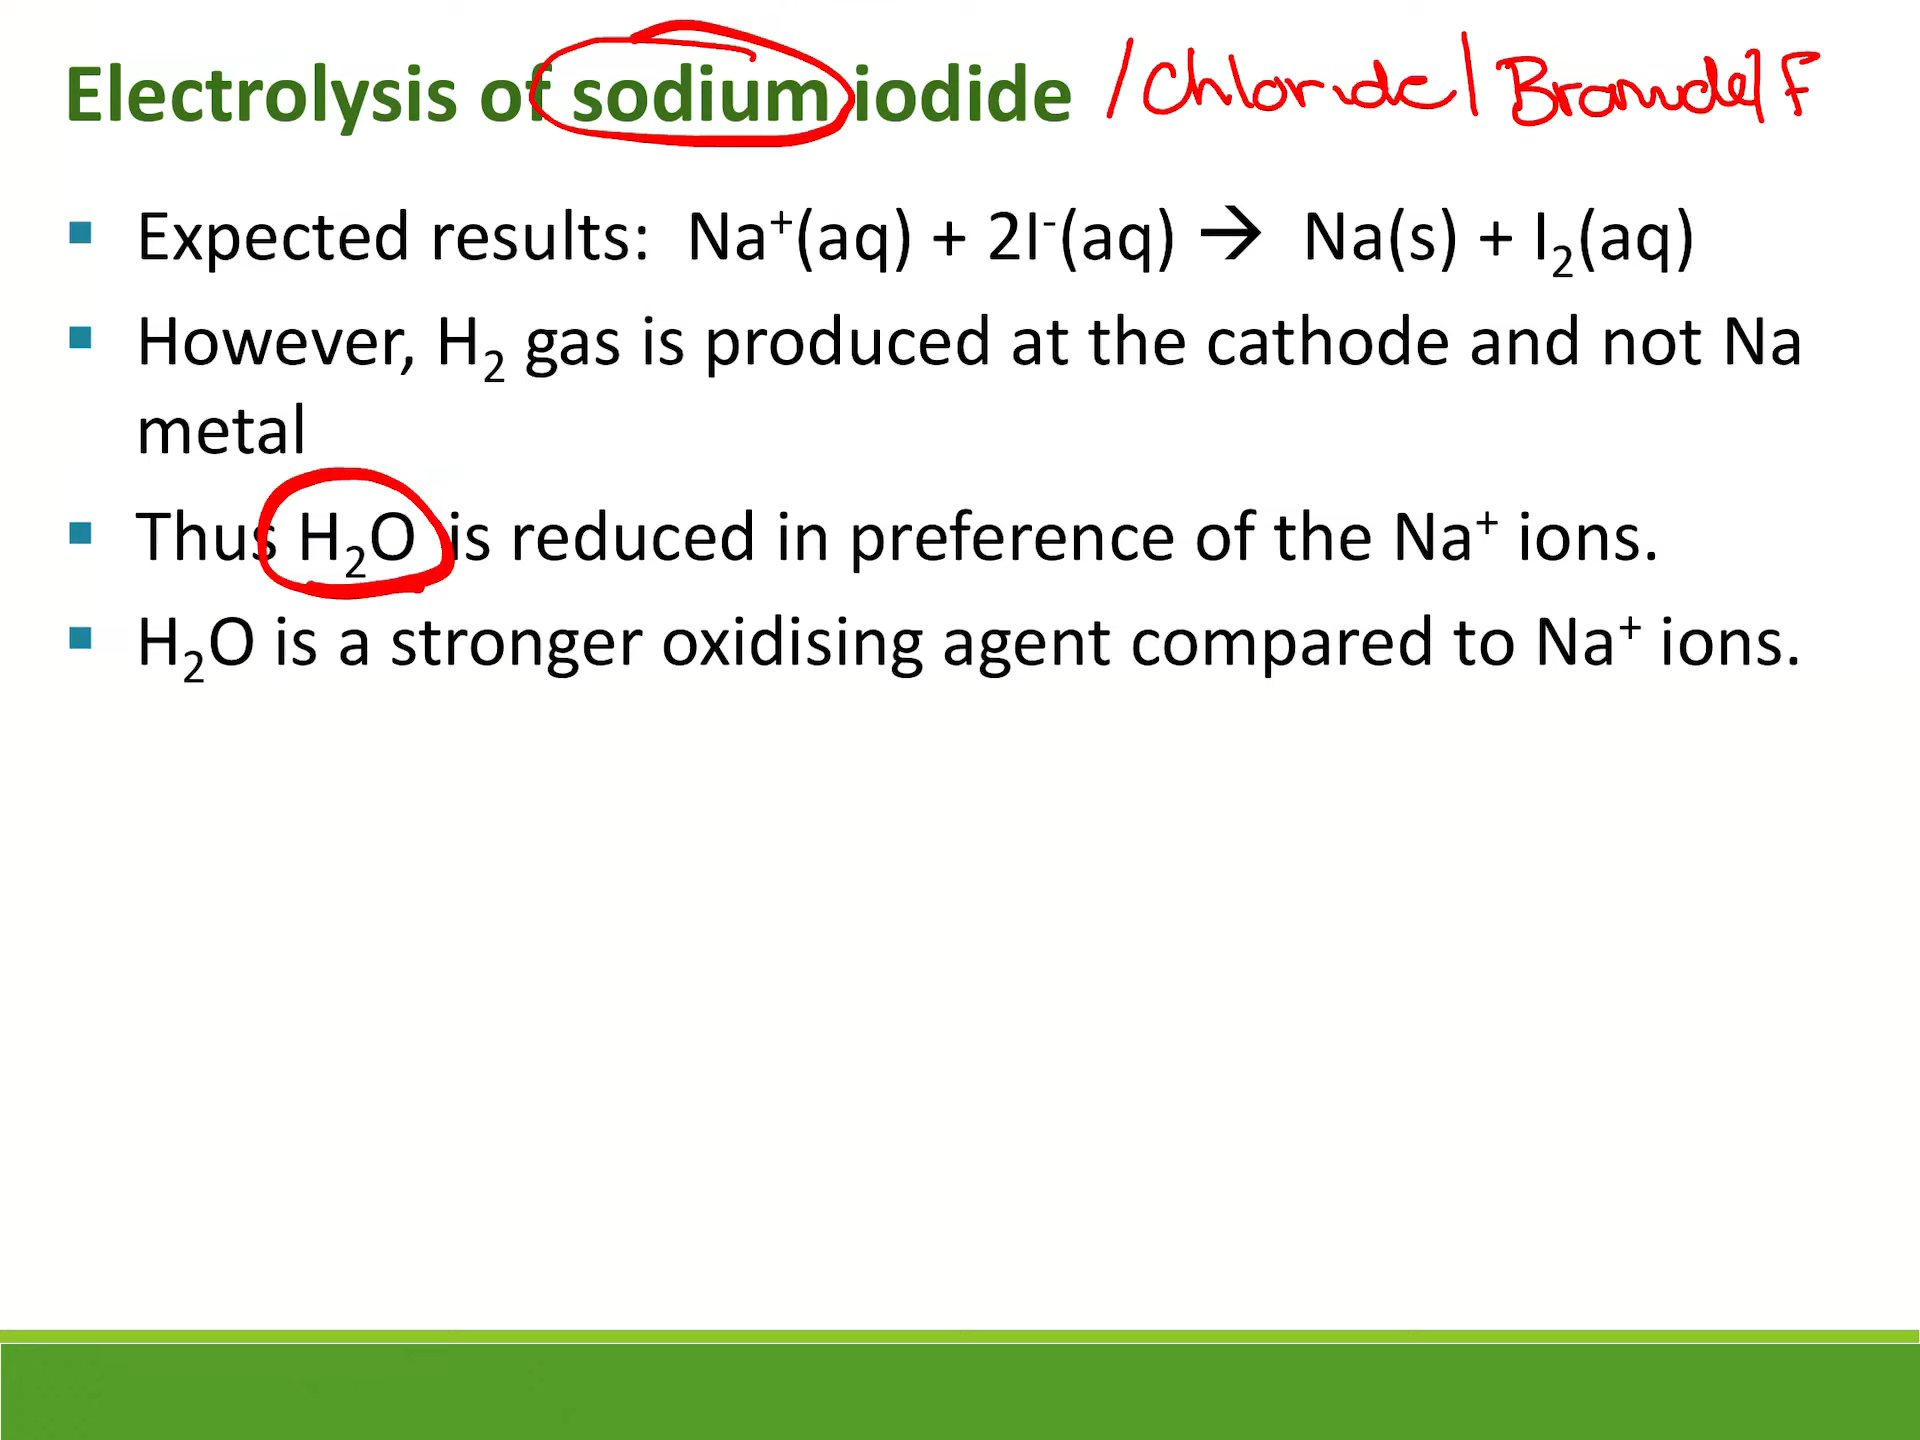 Electrolysis of sodium iodide /Chloride/Bromide/F
▪ Expected results: Na⁺(aq) + 2I⁻(aq) → Na(s) + I₂(aq)
▪ However, H₂ gas is produced at the cathode and not Na
metal
▪ Thus H₂O is reduced in preference of the Na⁺ ions.
▪ H₂O is a stronger oxidising agent compared to Na⁺ ions.